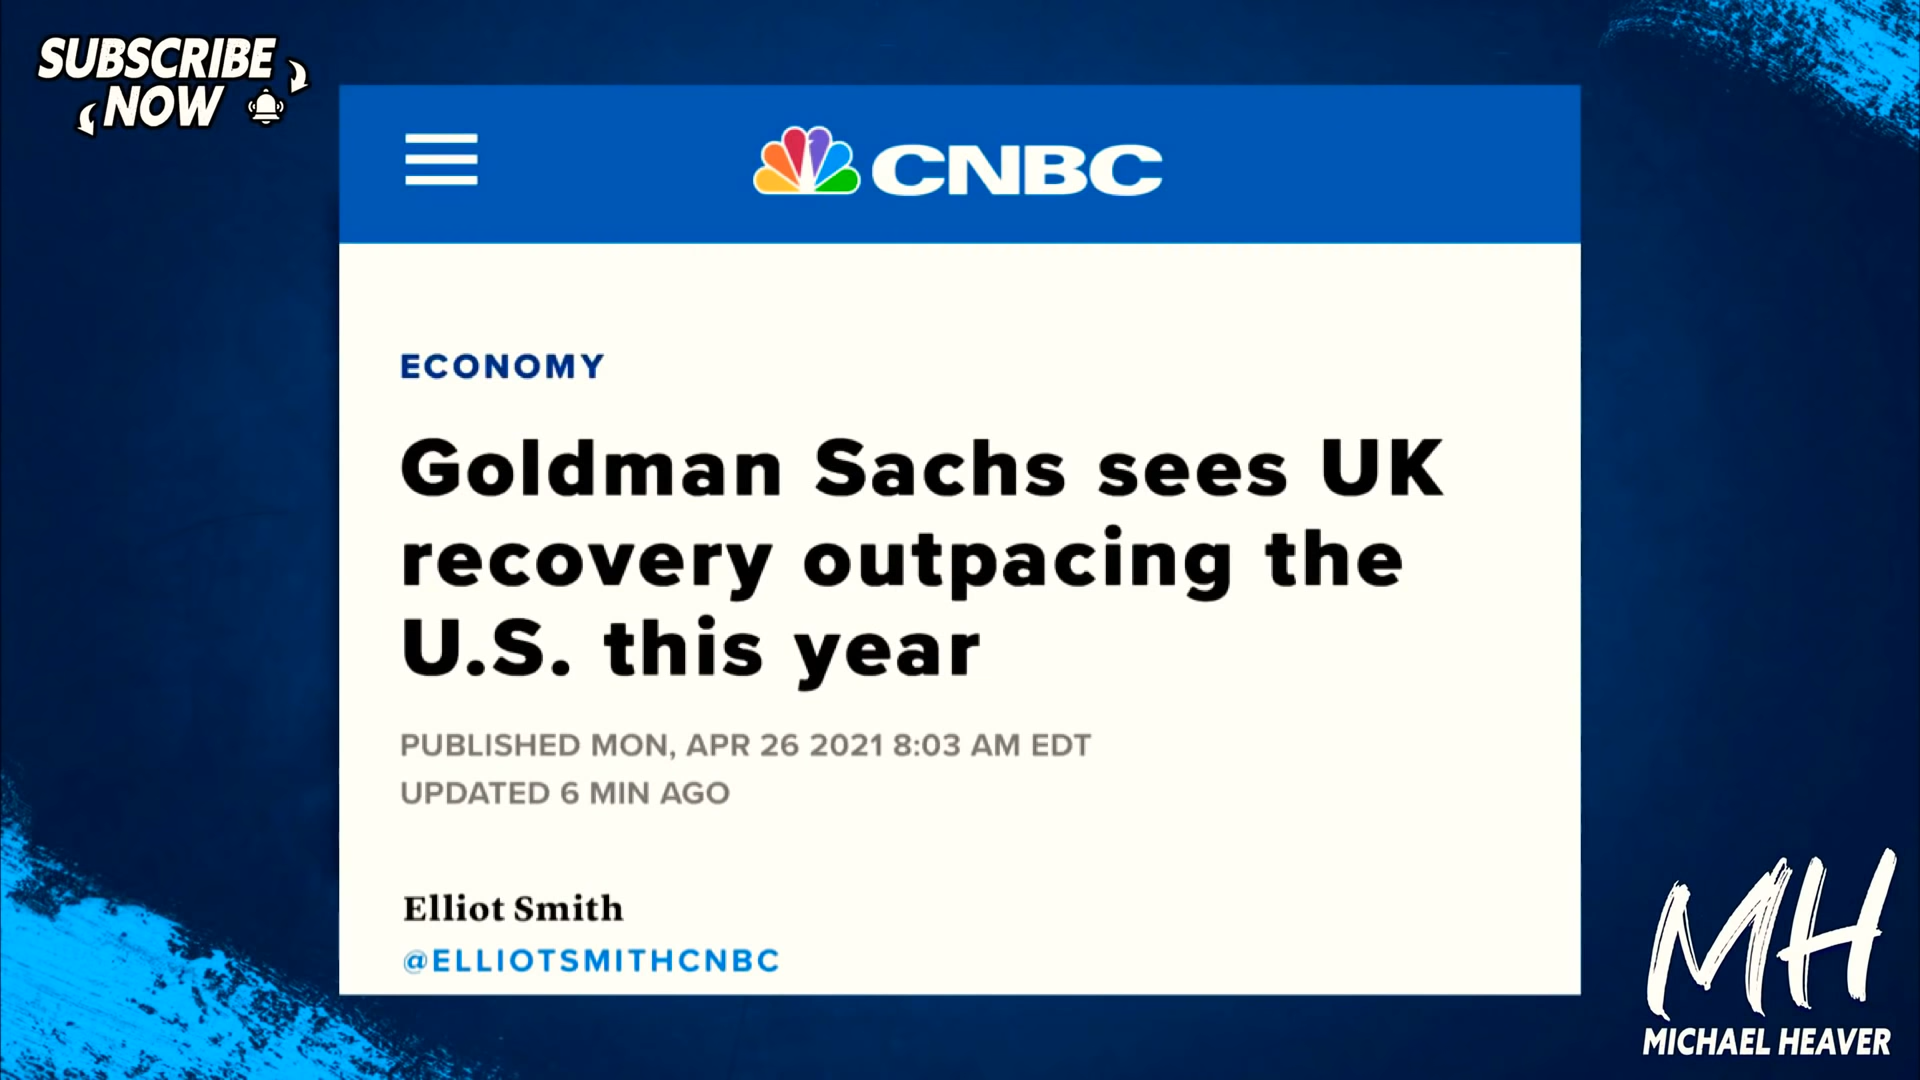 SUBSCRIBE
NOW
CNBC
ECONOMY
Goldman Sachs sees UK
recovery outpacing the
U.S. this year
PUBLISHED MON, APR 26 2021 8:03 AM EDT
UPDATED 6 MIN AGO
Elliot Smith
@ELLIOTSMITHCNBC
MH
MICHAEL HEAVER